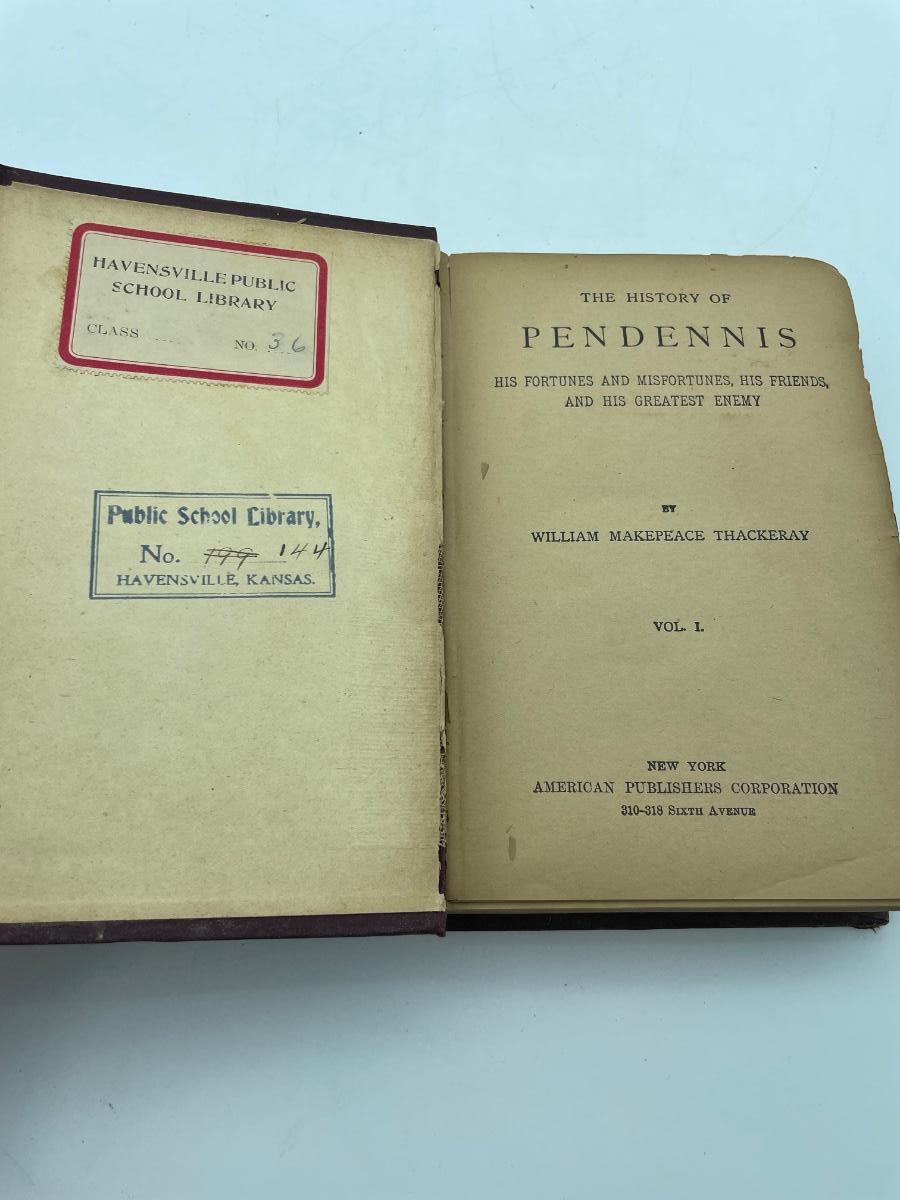 HAVENSVILLE PUBLIC
SCHOOL LIBRARY
CLASS ....
NO. 36
Public School Library,
No. 199 144
HAVENSVILLE, KANSAS.
THE HISTORY OF
PENDENNIS
HIS FORTUNES AND MISFORTUNES, HIS FRIENDS,
AND HIS GREATEST ENEMY
BY
WILLIAM MAKEPEACE THACKERAY
VOL. I.
NEW YORK
AMERICAN PUBLISHERS CORPORATION
310-318 SIXTH AVENUE